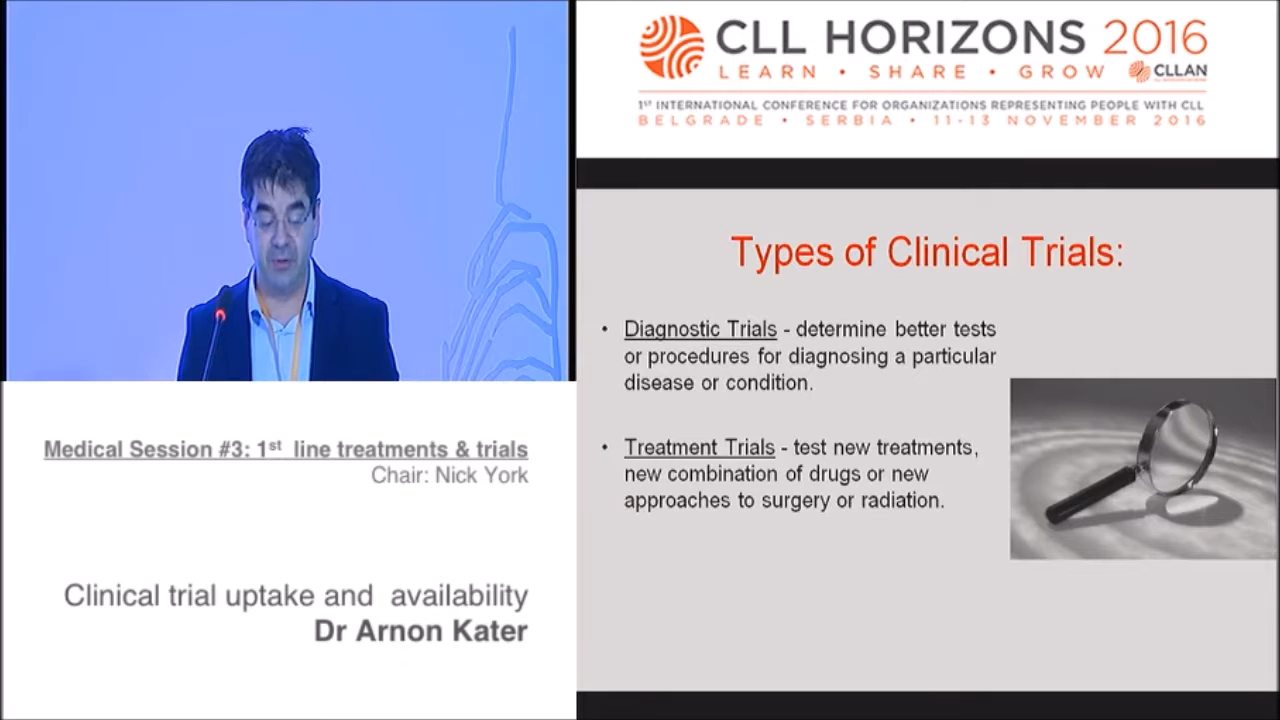 CLL HORIZONS 2016
LEARN • SHARE • GROW
CLLAN
1ST INTERNATIONAL CONFERENCE FOR ORGANIZATIONS REPRESENTING PEOPLE WITH CLL
BELGRADE • SERBIA • 11-13 NOVEMBER 2016
Types of Clinical Trials:
• Diagnostic Trials - determine better tests
or procedures for diagnosing a particular
disease or condition.
• Treatment Trials - test new treatments,
new combination of drugs or new
approaches to surgery or radiation.
Medical Session #3: 1st line treatments & trials
Chair: Nick York
Clinical trial uptake and availability
Dr Arnon Kater